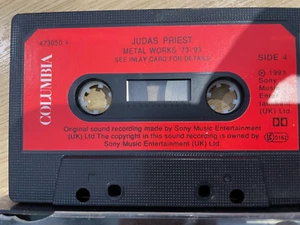 473050 4
JUDAS PRIEST
METAL WORKS '73-'93
SEE INLAY CARD FOR DETAILS
SIDE 4
COLUMBIA
℗ 1993
Sony
Music
Original sound recording made by Sony Music Entertainment
(UK) Ltd. The copyright in this sound recording is owned by
Sony Music Entertainment (UK) Ltd.